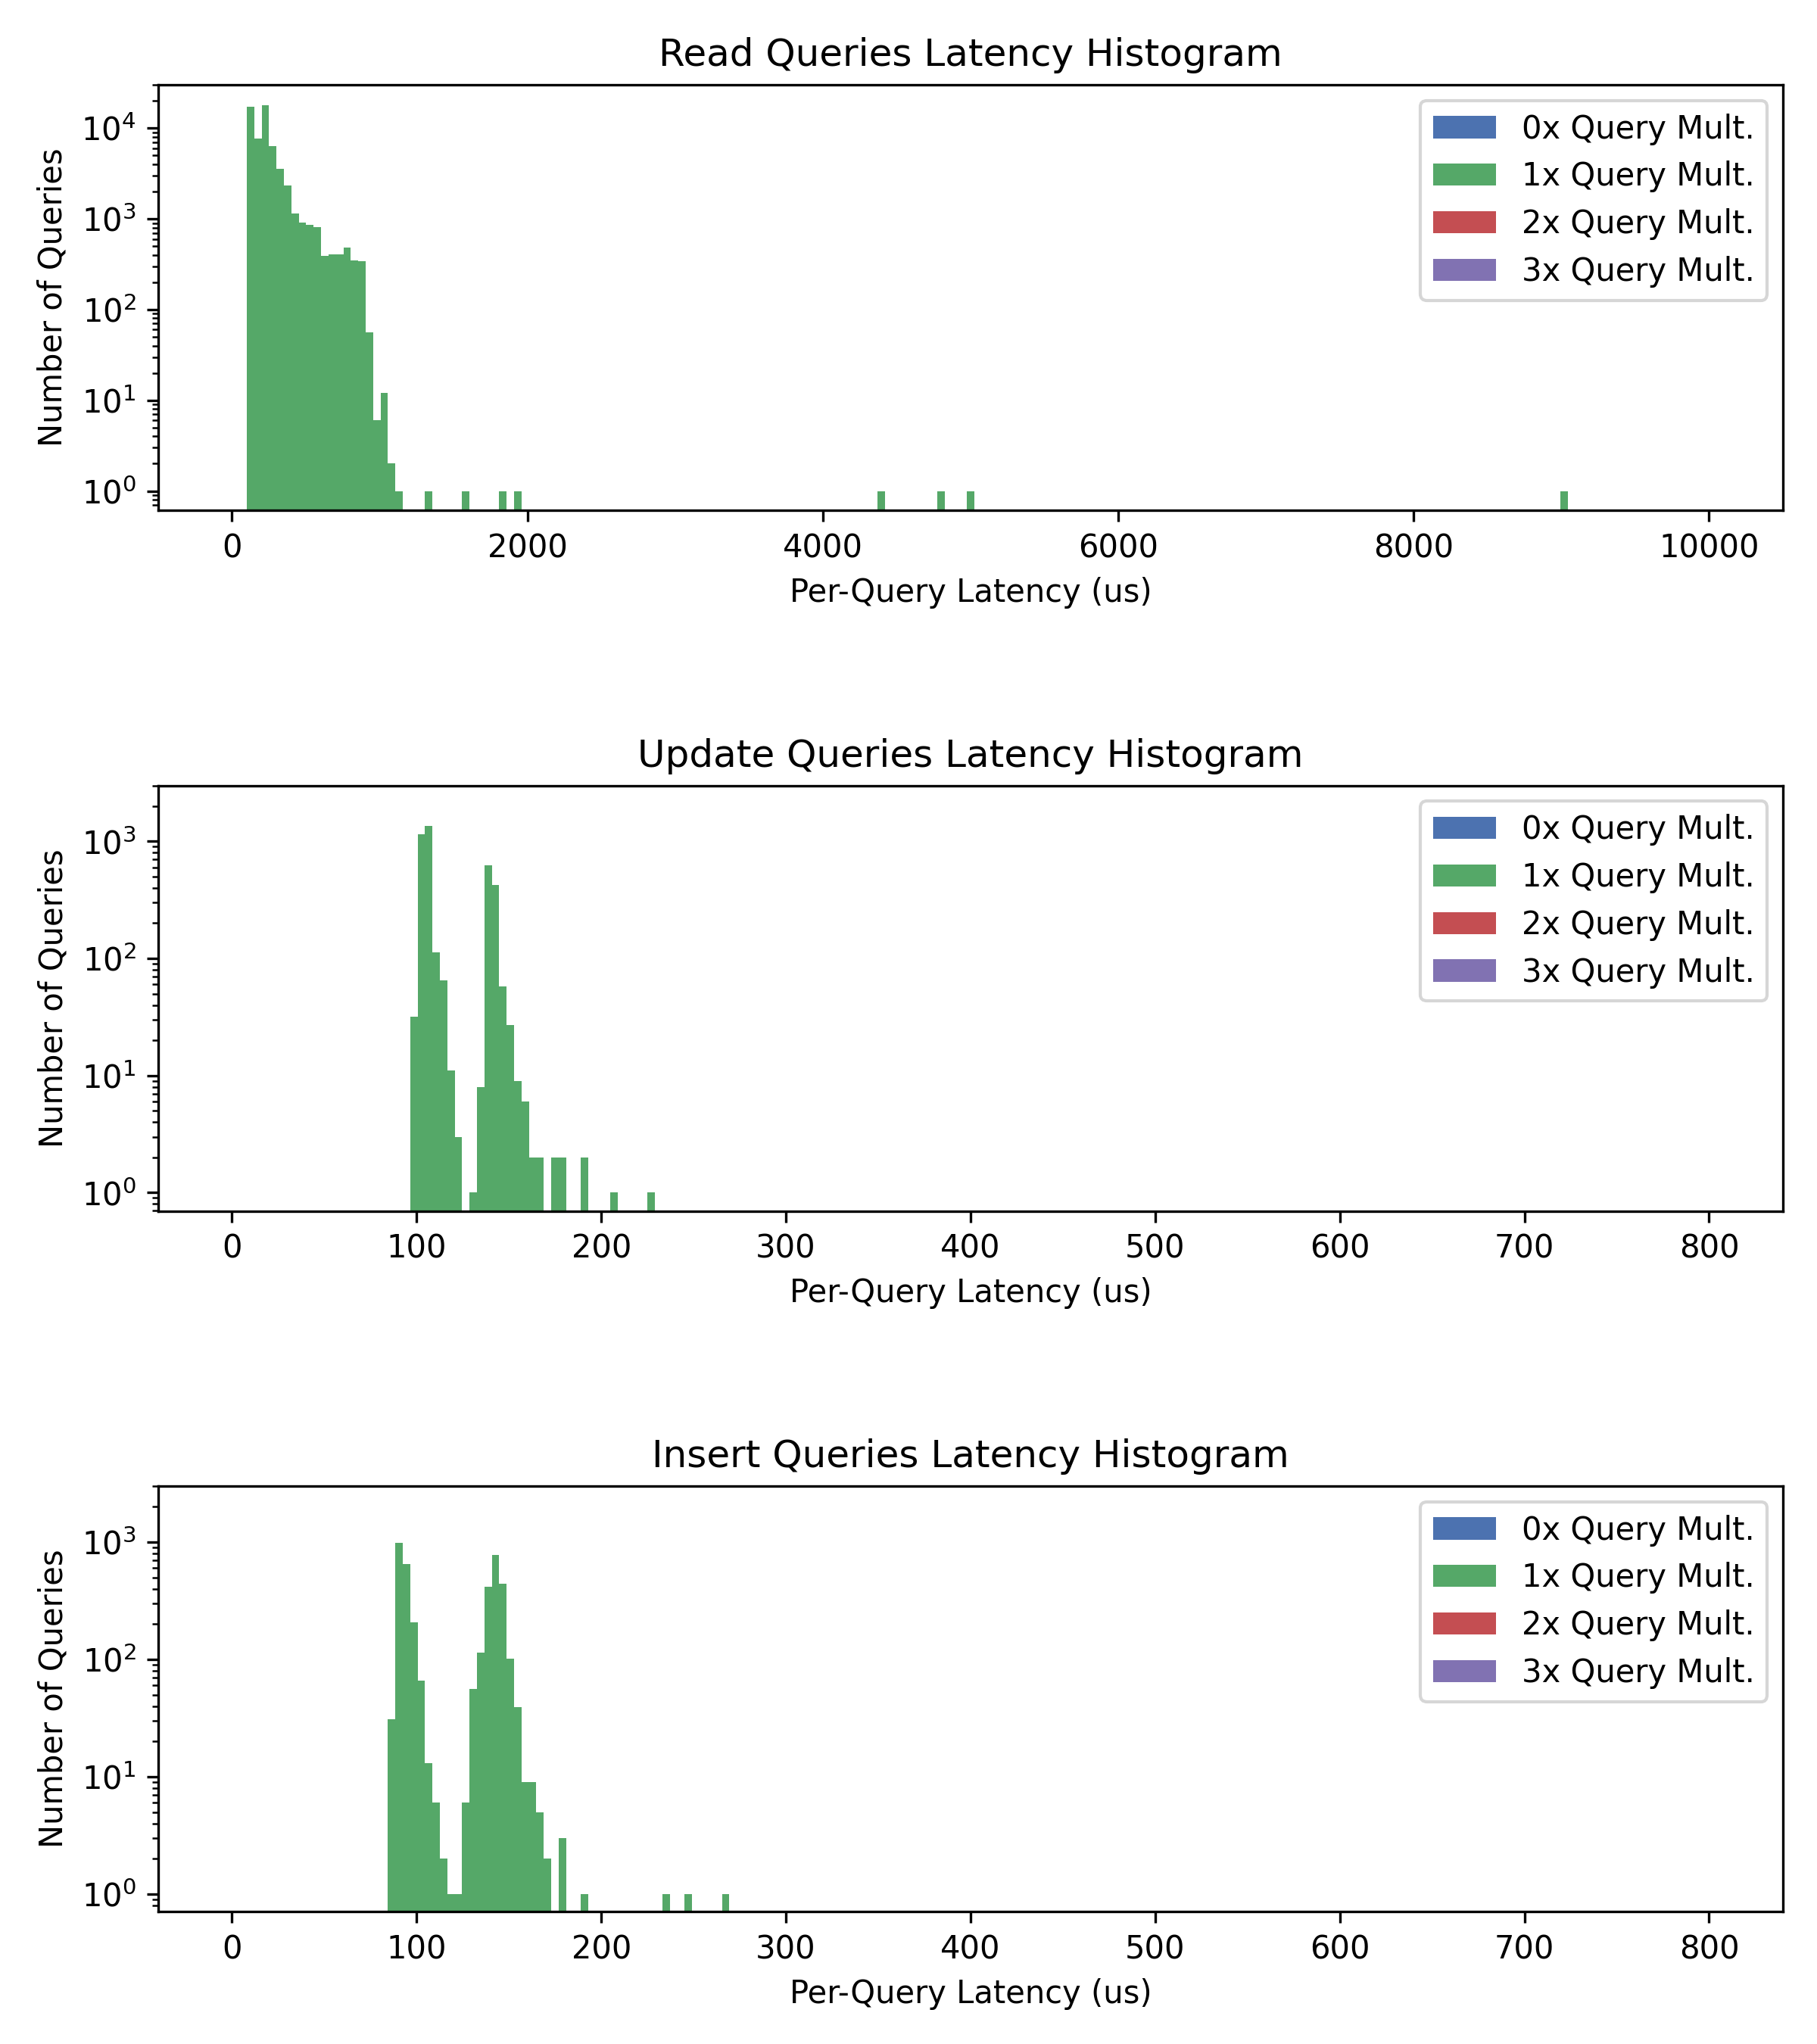 Read Queries Latency Histogram
Number of Queries
10⁴
10³
10²
10¹
10⁰
0x Query Mult.
1x Query Mult.
2x Query Mult.
3x Query Mult.
0 2000 4000 6000 8000 10000
Per-Query Latency (us)
Update Queries Latency Histogram
Number of Queries
10³
10²
10¹
10⁰
0x Query Mult.
1x Query Mult.
2x Query Mult.
3x Query Mult.
0 100 200 300 400 500 600 700 800
Per-Query Latency (us)
Insert Queries Latency Histogram
Number of Queries
10³
10²
10¹
10⁰
0x Query Mult.
1x Query Mult.
2x Query Mult.
3x Query Mult.
0 100 200 300 400 500 600 700 800
Per-Query Latency (us)